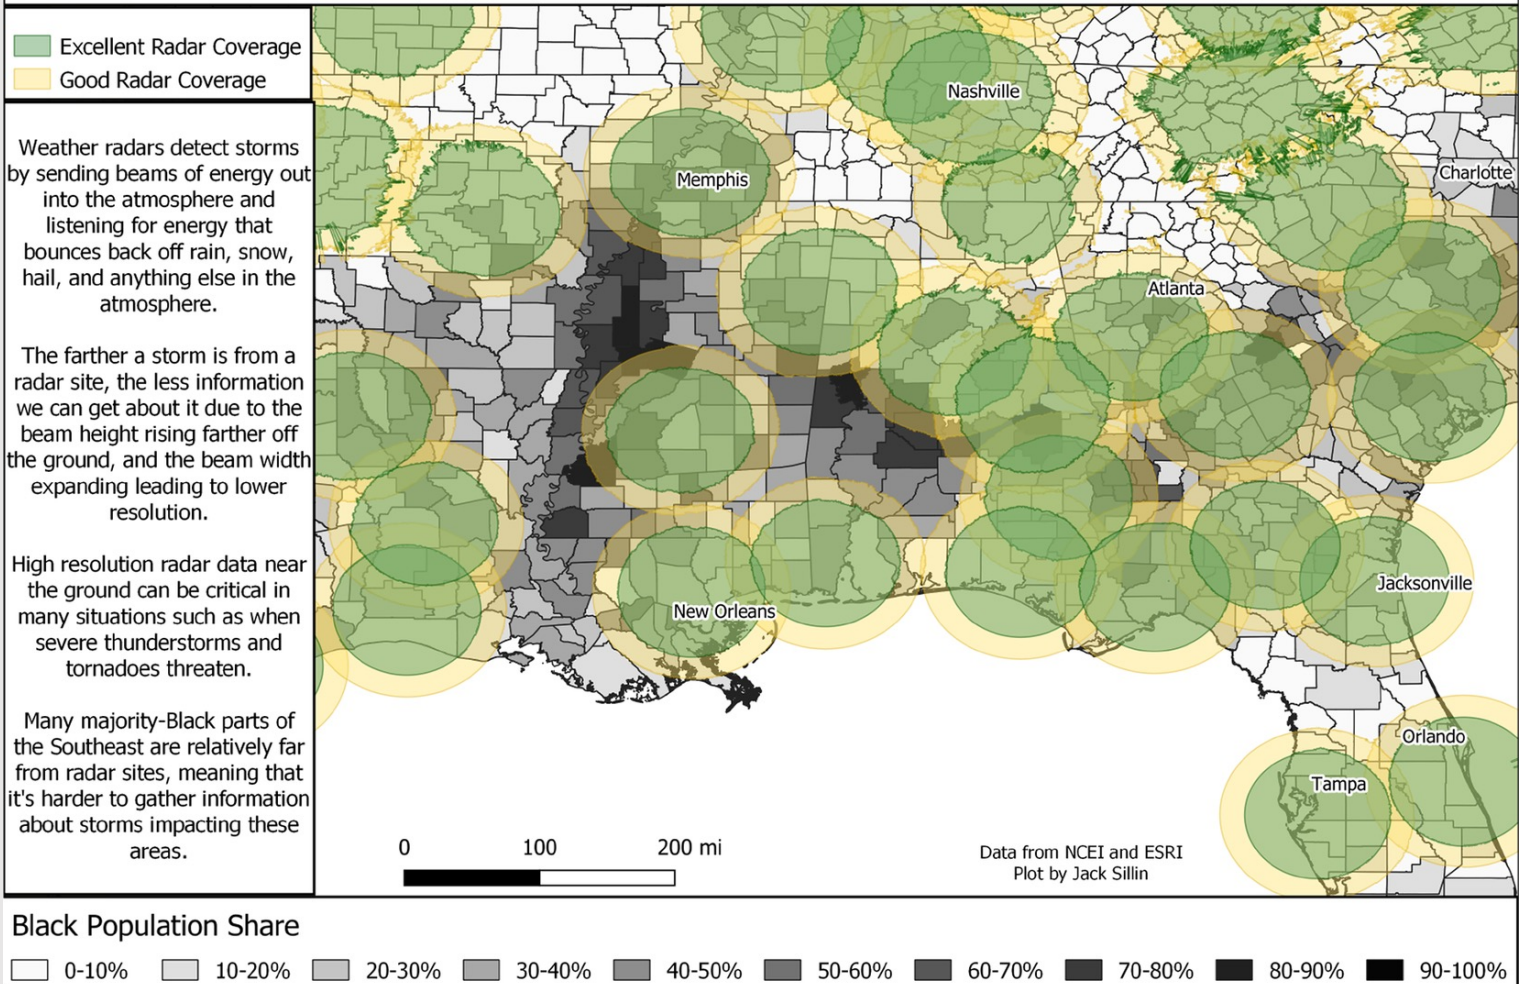 Excellent Radar Coverage
Good Radar Coverage
Weather radars detect storms
by sending beams of energy out
into the atmosphere and
listening for energy that
bounces back off rain, snow,
hail, and anything else in the
atmosphere.
The farther a storm is from a
radar site, the less information
we can get about it due to the
beam height rising farther off
the ground, and the beam width
expanding leading to lower
resolution.
High resolution radar data near
the ground can be critical in
many situations such as when
severe thunderstorms and
tornadoes threaten.
Many majority-Black parts of
the Southeast are relatively far
from radar sites, meaning that
it's harder to gather information
about storms impacting these
areas.
Nashville
Memphis
Charlotte
Atlanta
New Orleans
Jacksonville
Orlando
Tampa
0 100 200 mi
Data from NCEI and ESRI
Plot by Jack Sillin
Black Population Share
0-10% 10-20% 20-30% 30-40% 40-50% 50-60% 60-70% 70-80% 80-90% 90-100%